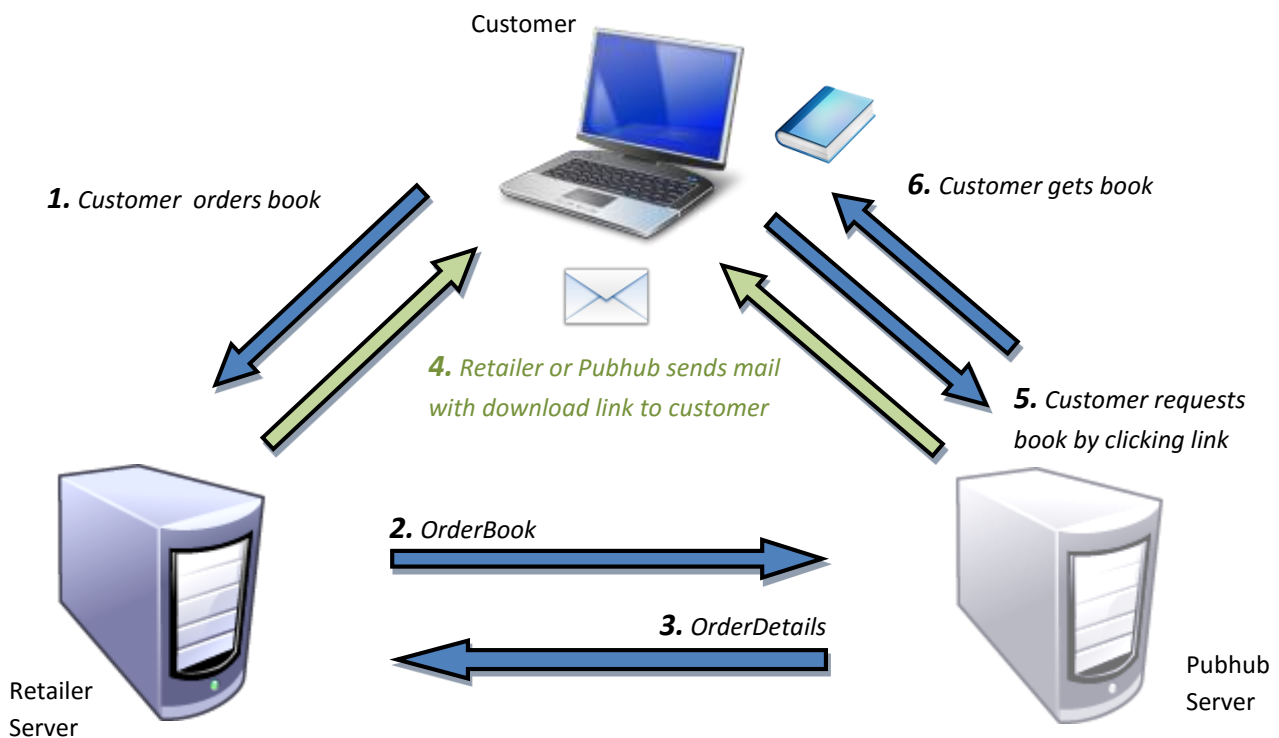 Customer
1. Customer orders book
6. Customer gets book
4. Retailer or Pubhub sends mail
with download link to customer
5. Customer requests
book by clicking link
2. OrderBook
3. OrderDetails
Retailer
Server
Pubhub
Server